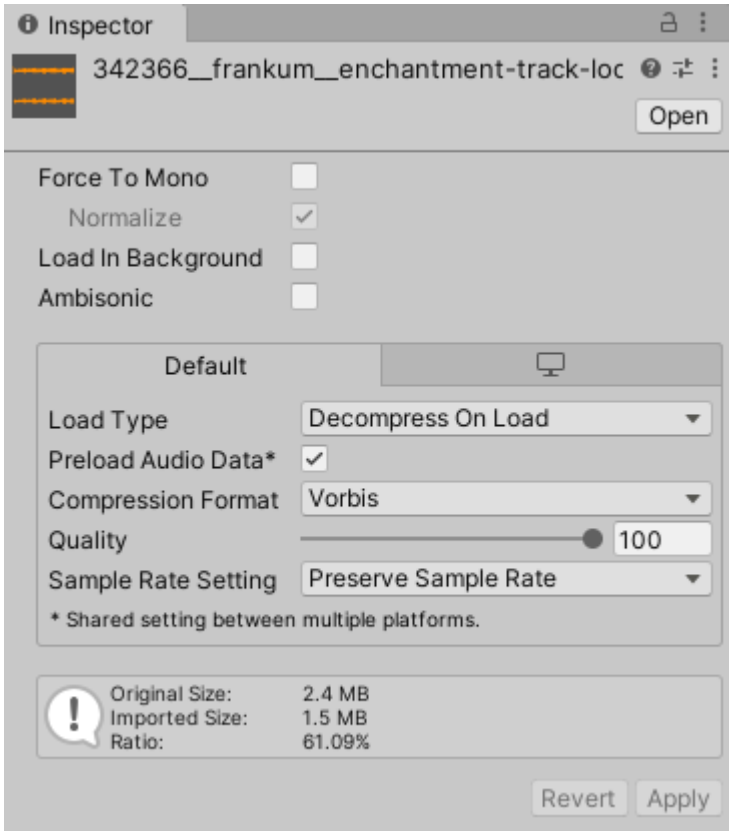 Inspector
342366__frankum__enchantment-track-loc
Open
Force To Mono
Normalize
Load In Background
Ambisonic
Default
Load Type Decompress On Load
Preload Audio Data*
Compression Format Vorbis
Quality 100
Sample Rate Setting Preserve Sample Rate
* Shared setting between multiple platforms.
Original Size: 2.4 MB
Imported Size: 1.5 MB
Ratio: 61.09%
Revert Apply